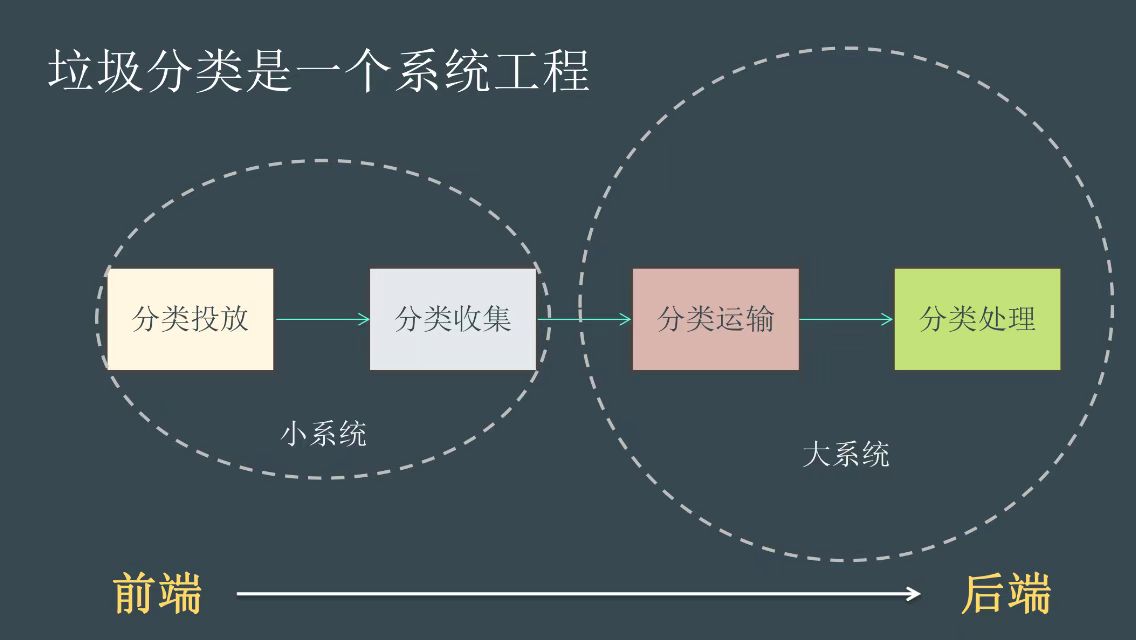 垃圾分类是一个系统工程
分类投放
分类收集
分类运输
分类处理
小系统
大系统
前端
后端